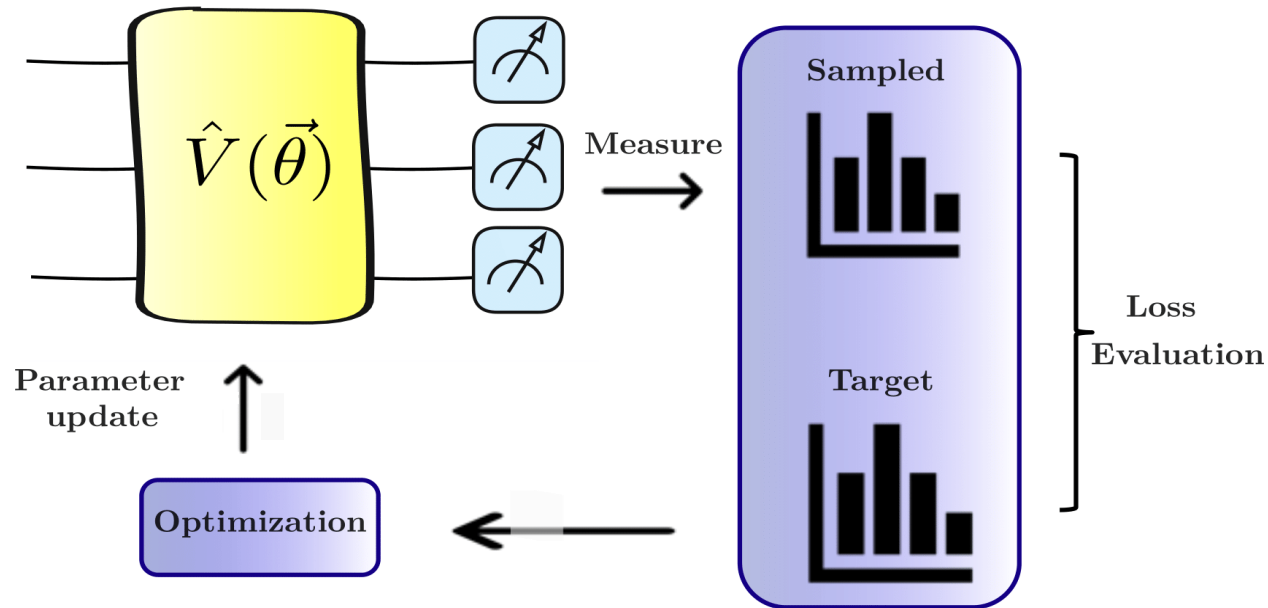 V̂(θ⃗)
Measure
Sampled
Target
Loss
Evaluation
Parameter
update
Optimization